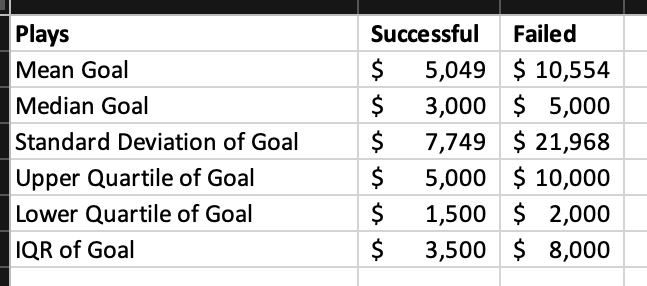 Plays Successful Failed
Mean Goal $ 5,049 $ 10,554
Median Goal $ 3,000 $ 5,000
Standard Deviation of Goal $ 7,749 $ 21,968
Upper Quartile of Goal $ 5,000 $ 10,000
Lower Quartile of Goal $ 1,500 $ 2,000
IQR of Goal $ 3,500 $ 8,000